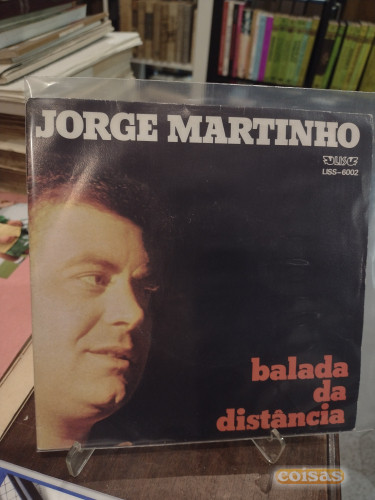 JORGE MARTINHO
LISS-6002
balada
da
distância
coisas